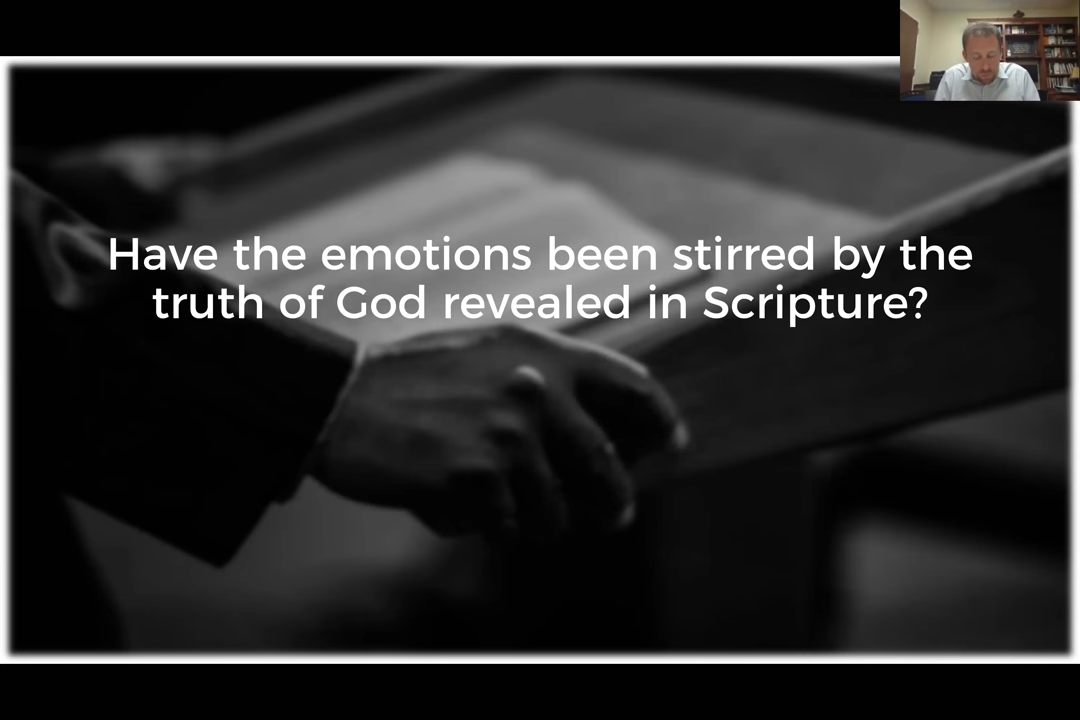 Have the emotions been stirred by the
truth of God revealed in Scripture?